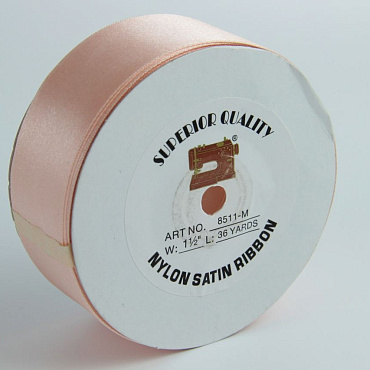 SUPERIOR QUALITY
®
ART NO. 8511-M
W: 1½" L: 36 YARDS
NYLON SATIN RIBBON